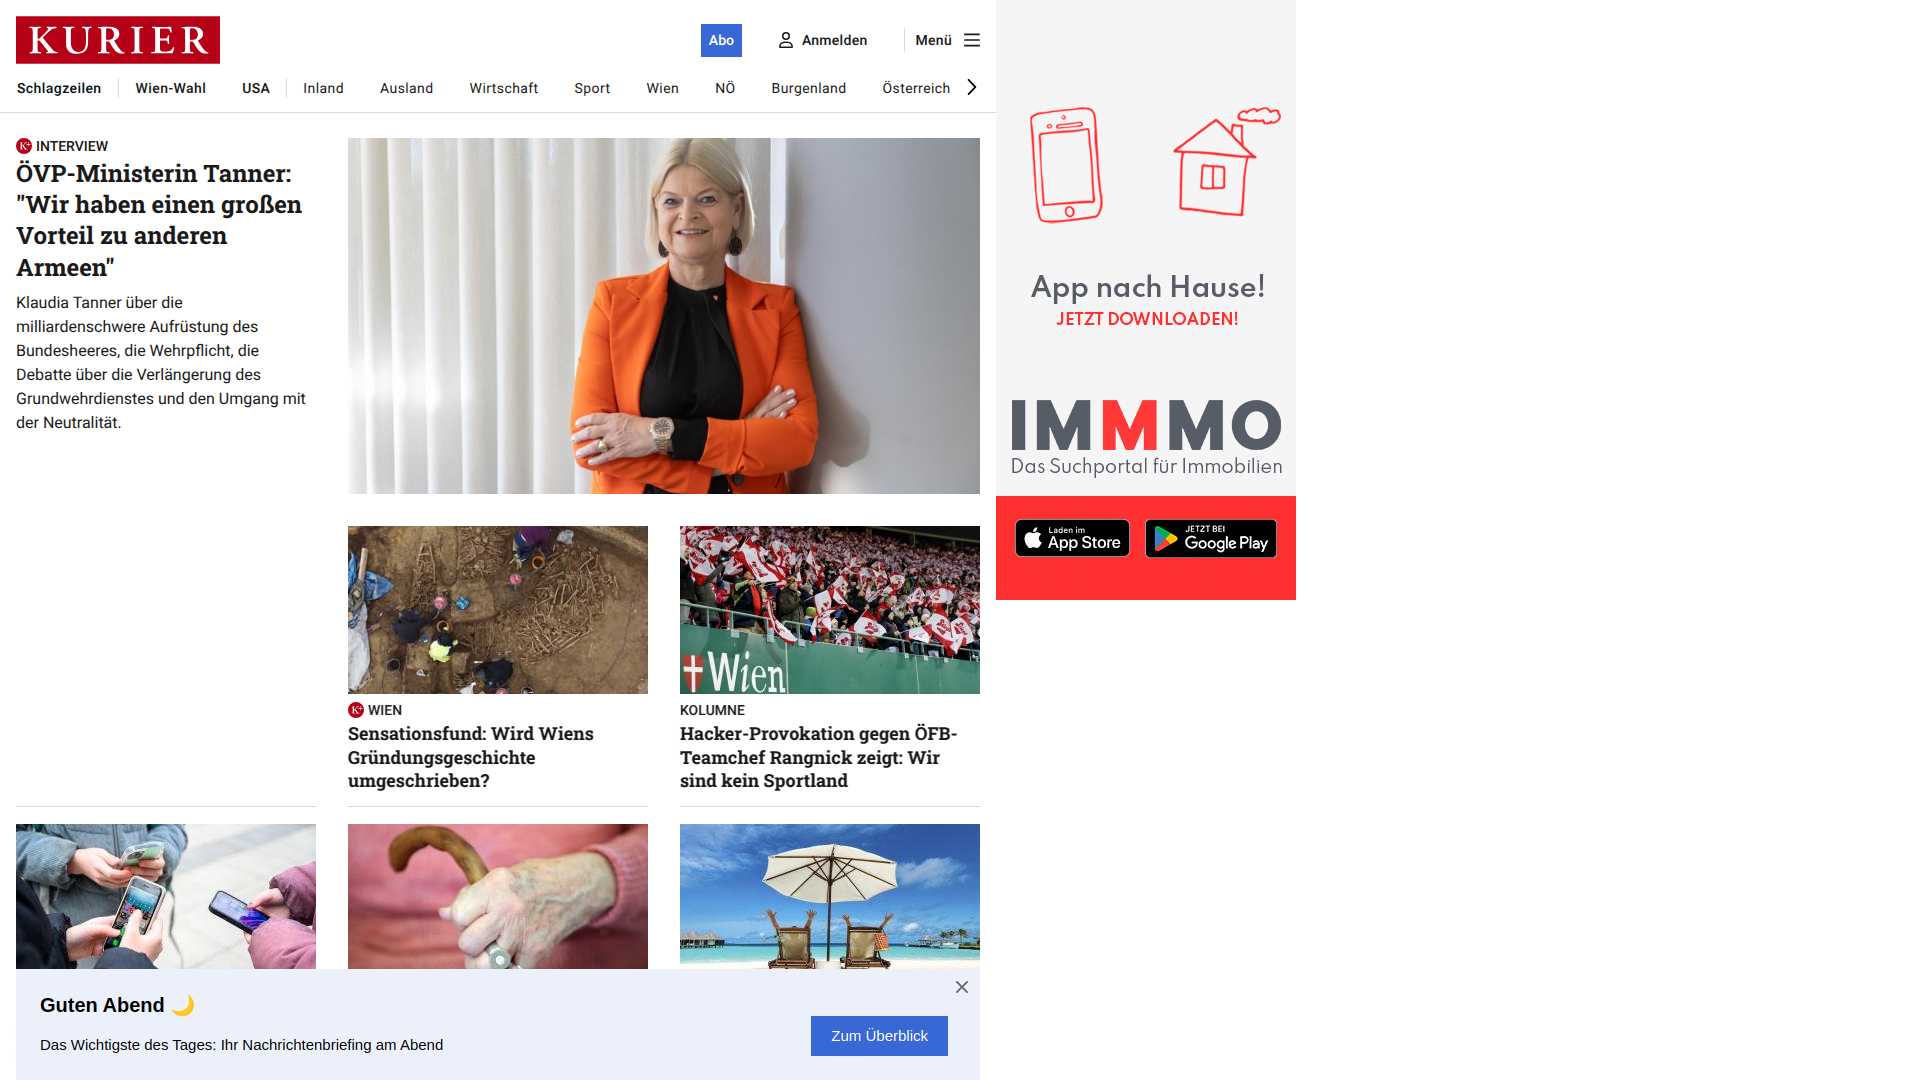 KURIER
Abo
Anmelden
Menü
Schlagzeilen
Wien-Wahl
USA
Inland
Ausland
Wirtschaft
Sport
Wien
NÖ
Burgenland
Österreich
K+ INTERVIEW
ÖVP-Ministerin Tanner:
"Wir haben einen großen
Vorteil zu anderen
Armeen"
Klaudia Tanner über die
milliardenschwere Aufrüstung des
Bundesheeres, die Wehrpflicht, die
Debatte über die Verlängerung des
Grundwehrdienstes und den Umgang mit
der Neutralität.
Wien
K+ WIEN
Sensationsfund: Wird Wiens
Gründungsgeschichte
umgeschrieben?
KOLUMNE
Hacker-Provokation gegen ÖFB-
Teamchef Rangnick zeigt: Wir
sind kein Sportland
Guten Abend 🌙
Das Wichtigste des Tages: Ihr Nachrichtenbriefing am Abend
Zum Überblick
App nach Hause!
JETZT DOWNLOADEN!
IMMMO
Das Suchportal für Immobilien
Laden im
App Store
JETZT BEI
Google Play